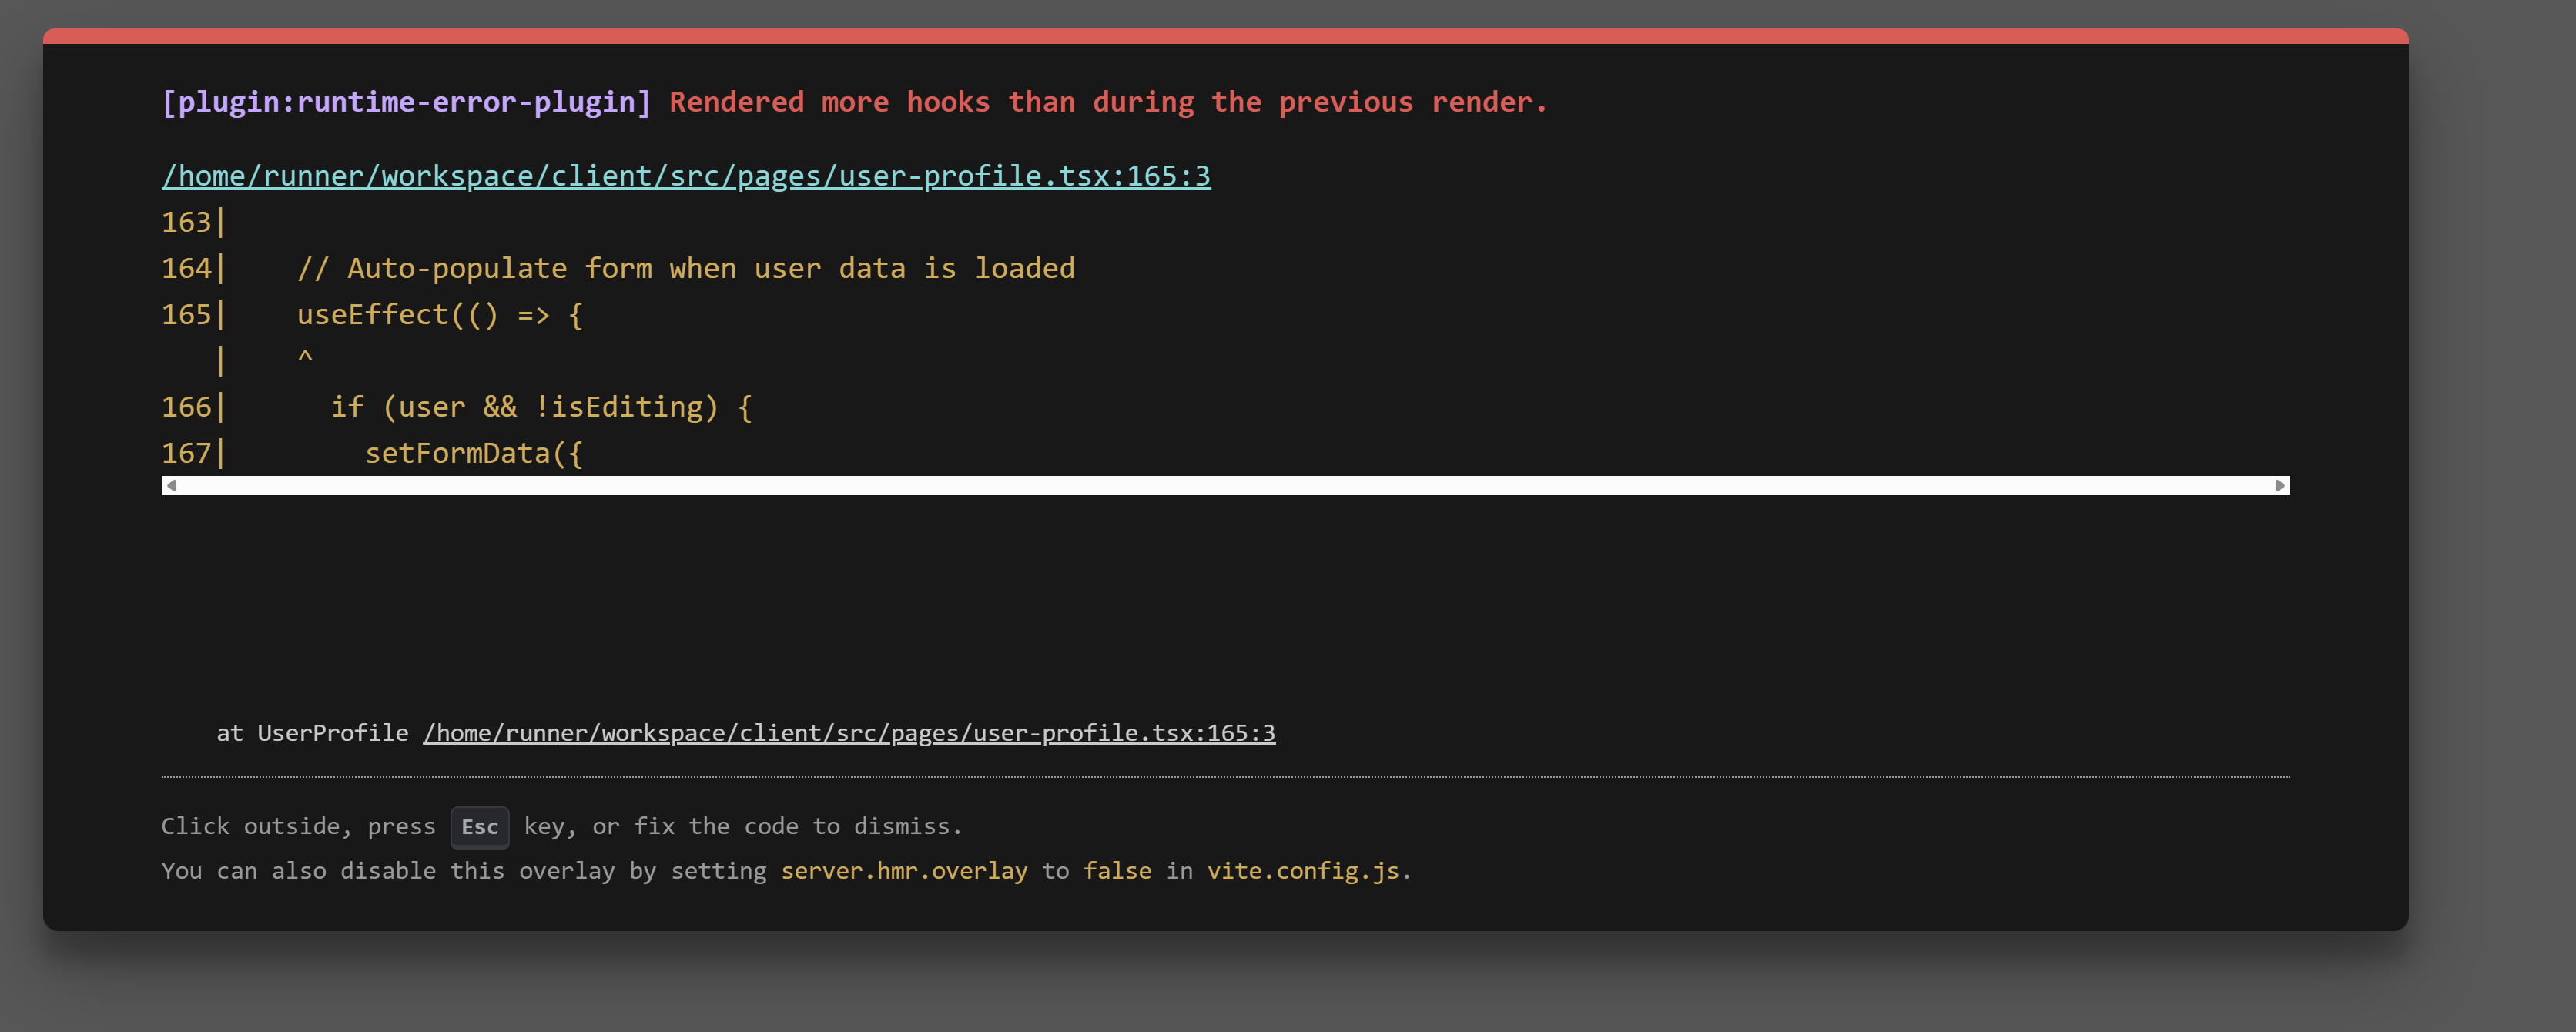 [plugin:runtime-error-plugin] Rendered more hooks than during the previous render.
/home/runner/workspace/client/src/pages/user-profile.tsx:165:3
163|
164|    // Auto-populate form when user data is loaded
165|    useEffect(() => {
   |    ^
166|      if (user && !isEditing) {
167|        setFormData({
at UserProfile /home/runner/workspace/client/src/pages/user-profile.tsx:165:3
Click outside, press Esc key, or fix the code to dismiss.
You can also disable this overlay by setting server.hmr.overlay to false in vite.config.js.